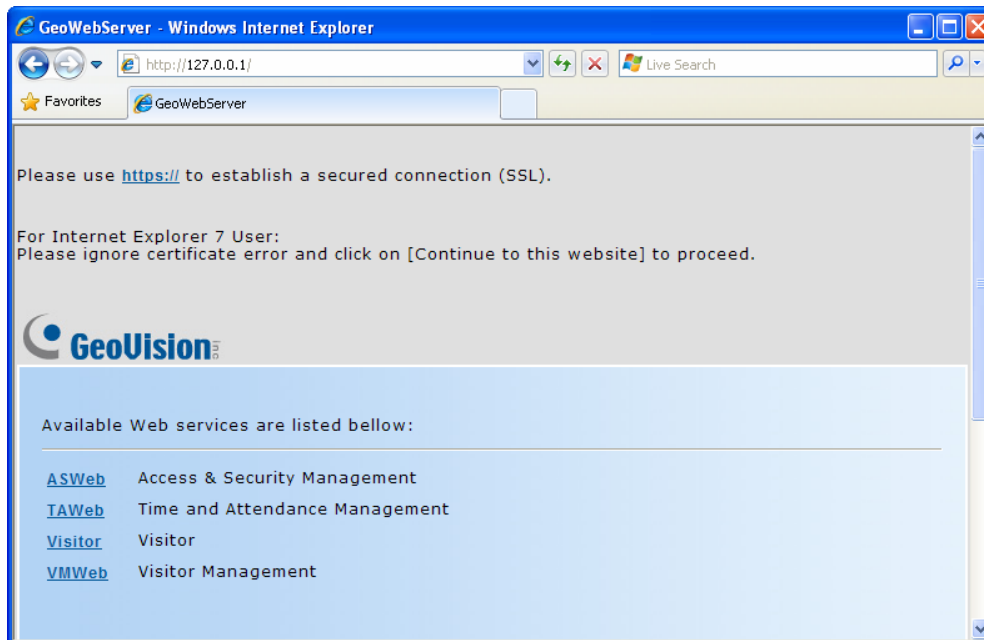 GeoWebServer - Windows Internet Explorer
http://127.0.0.1/
Live Search
Favorites
GeoWebServer
Please use https:// to establish a secured connection (SSL).
For Internet Explorer 7 User:
Please ignore certificate error and click on [Continue to this website] to proceed.
GeoVision Inc
Available Web services are listed bellow:
ASWeb Access & Security Management
TAWeb Time and Attendance Management
Visitor Visitor
VMWeb Visitor Management